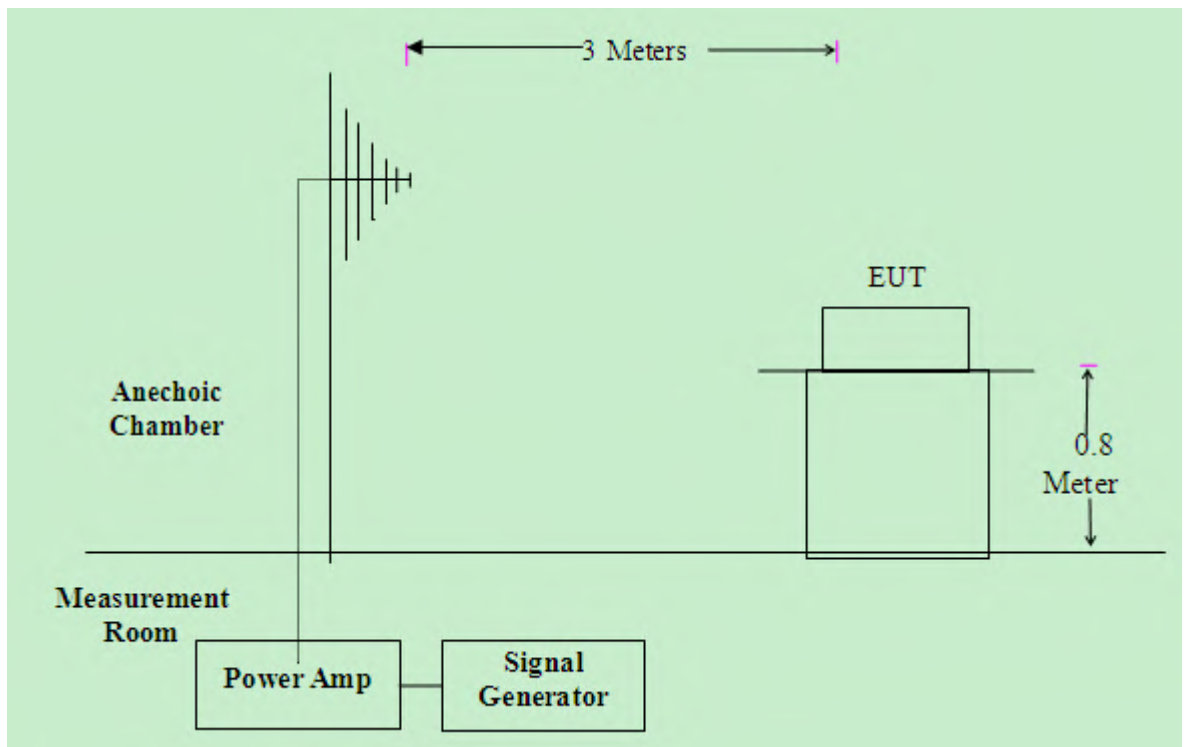 3 Meters
EUT
Anechoic
Chamber
0.8
Meter
Measurement
Room
Power Amp
Signal
Generator